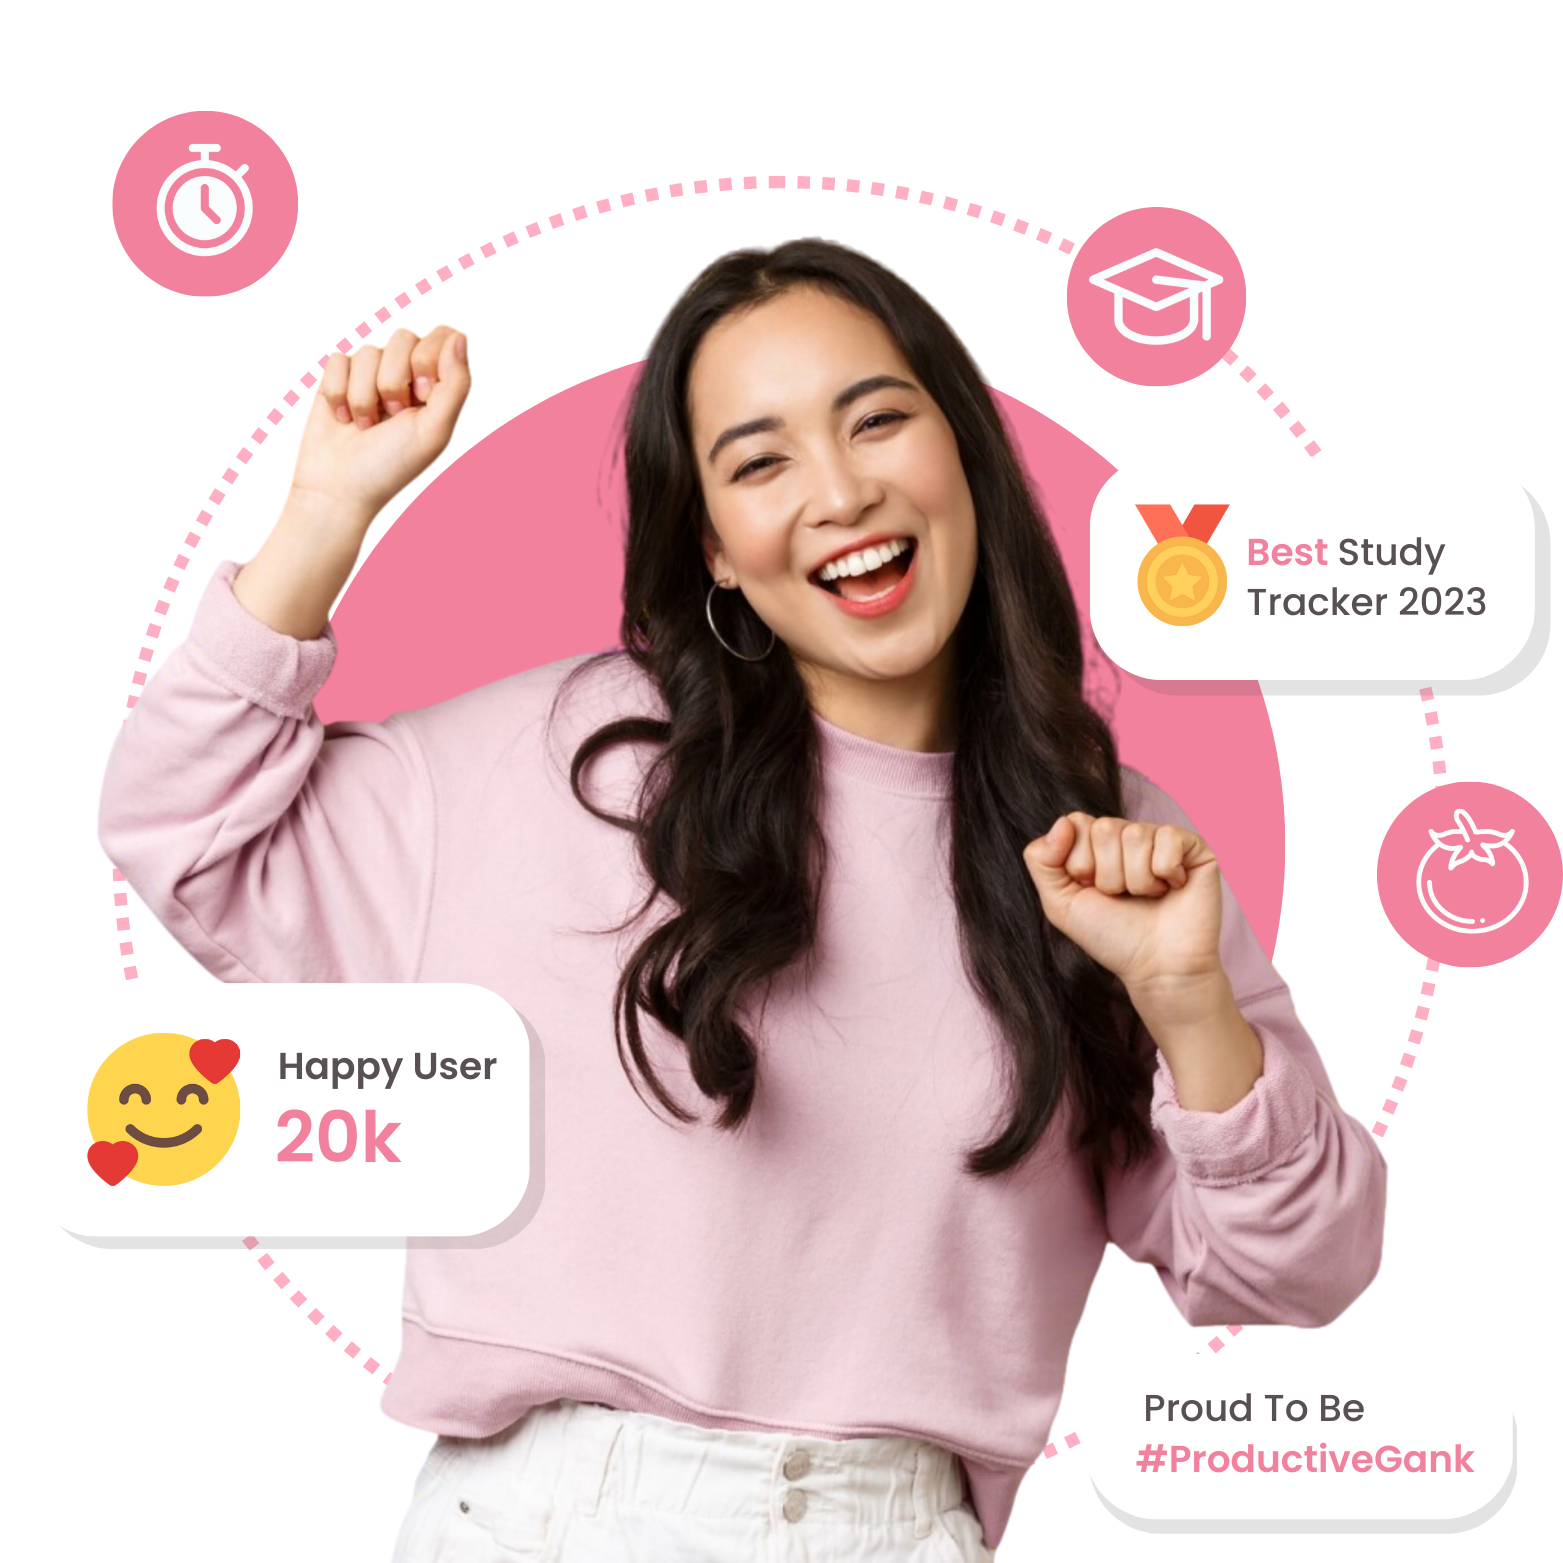 Best Study
Tracker 2023
Happy User
20k
Proud To Be
#ProductiveGank